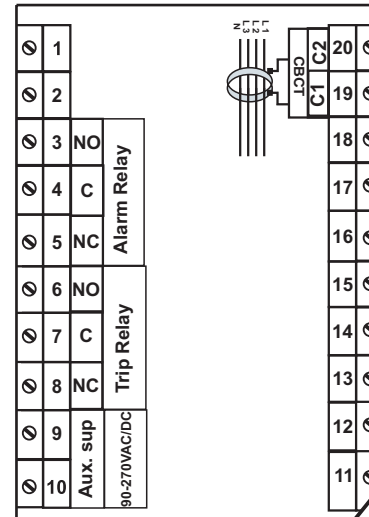 1
2
3 NO
4 C
5 NC
Alarm Relay
6 NO
7 C
8 NC
Trip Relay
9
10
Aux. sup
90-270VAC/DC
N L3 L2 L1
CBCT
C2 20
C1 19
18
17
16
15
14
13
12
11